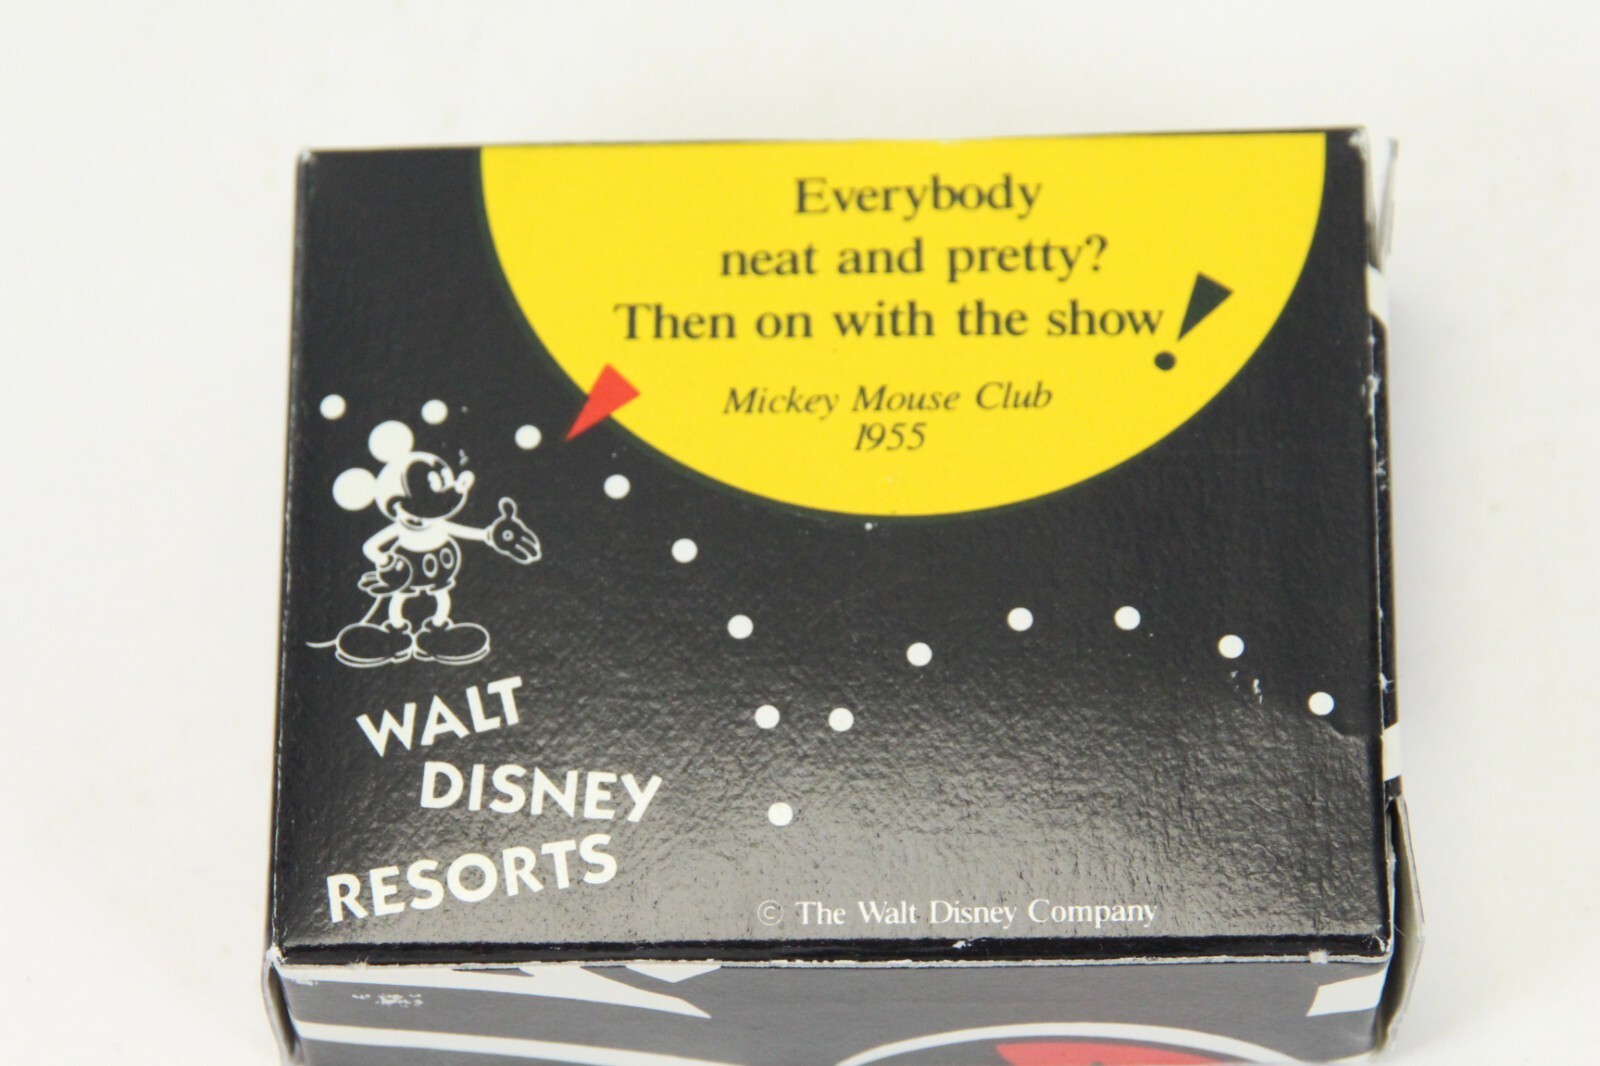 Everybody
neat and pretty?
Then on with the show!
Mickey Mouse Club
1955
WALT
DISNEY
RESORTS
© The Walt Disney Company